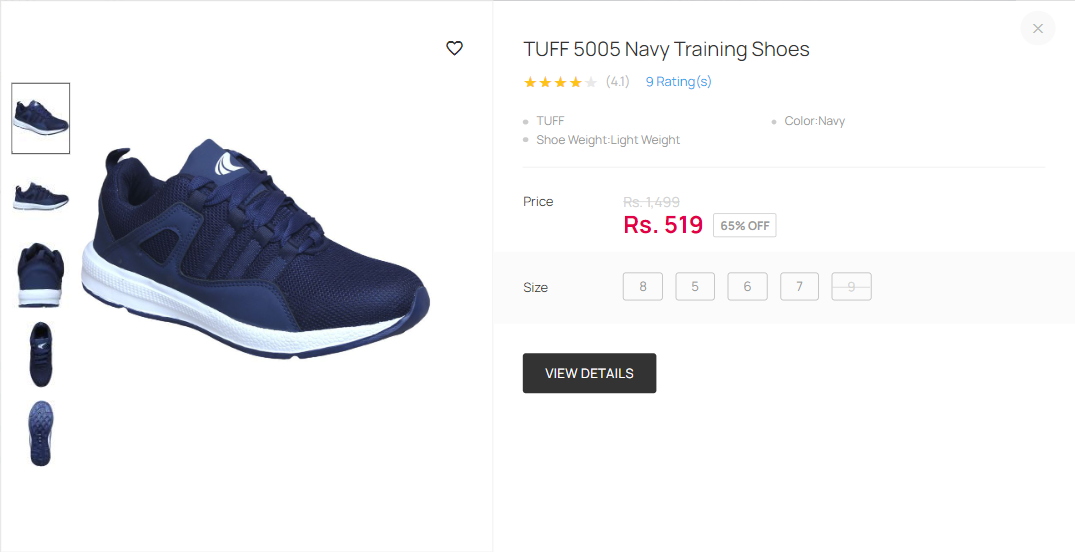 TUFF 5005 Navy Training Shoes
(4.1) 9 Rating(s)
TUFF
Color:Navy
Shoe Weight:Light Weight
Price
Rs. 1,499
Rs. 519 65% OFF
Size 8 5 6 7 9
VIEW DETAILS